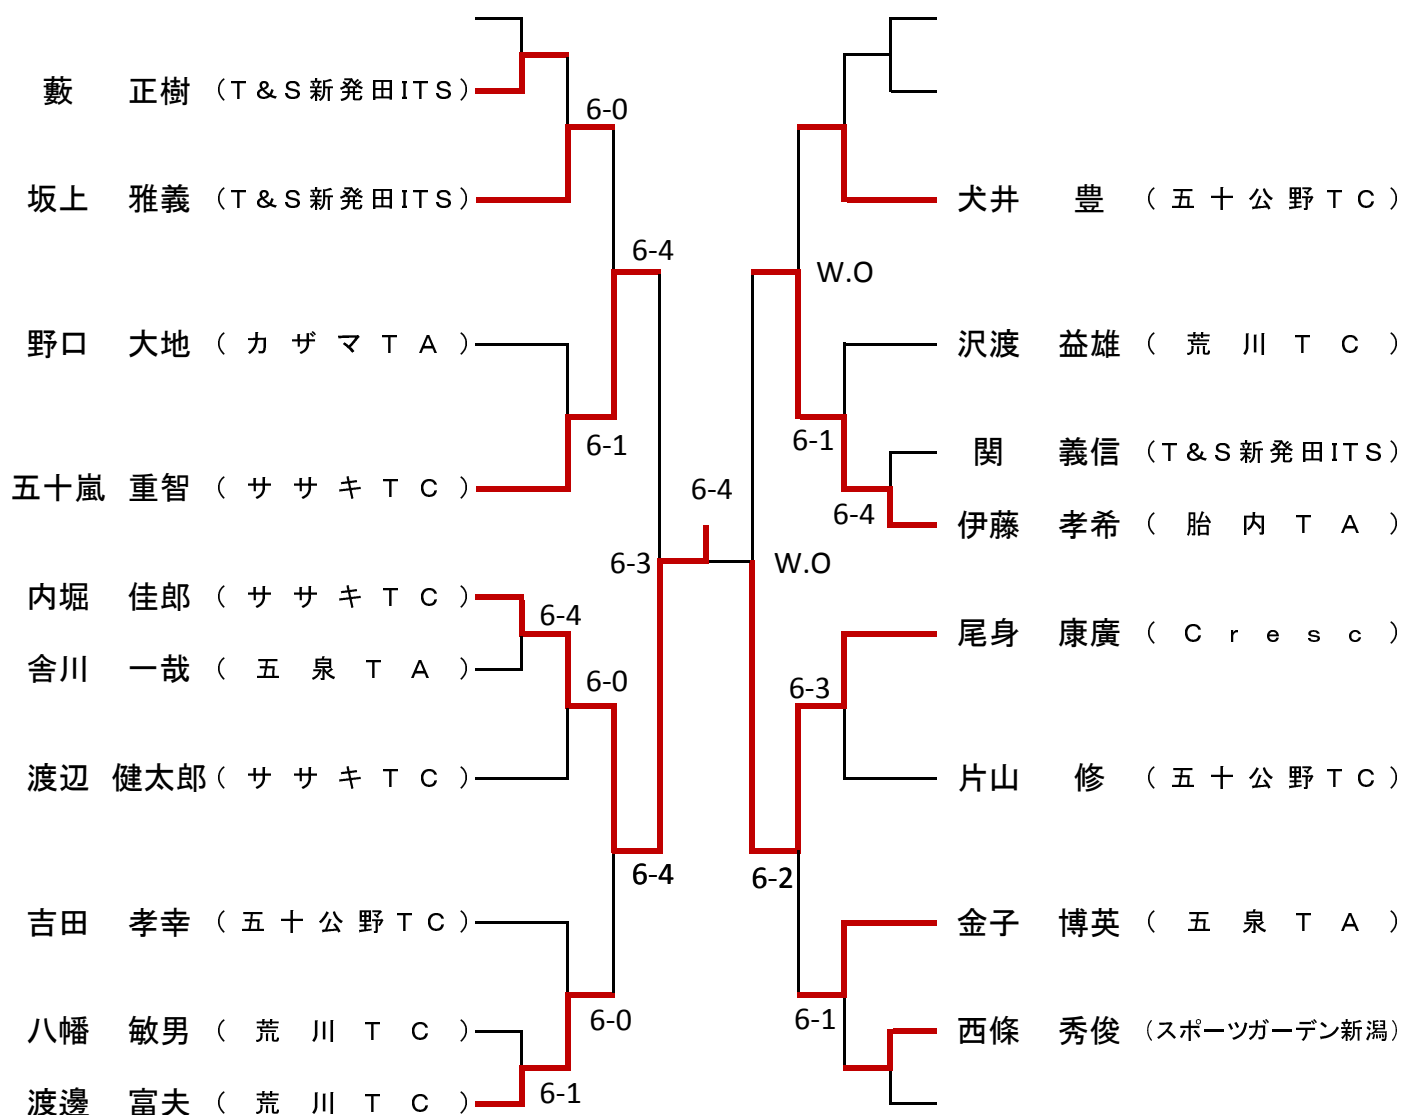 藪 正樹 (T&S新発田ITS)
6-0
坂上 雅義 (T&S新発田ITS)
6-4
野口 大地 (カザマTA)
6-1
五十嵐 重智 (ササキTC)
6-3
内堀 佳郎 (ササキTC)
6-4
舎川 一哉 (五泉TA)
6-0
渡辺 健太郎 (ササキTC)
6-4
吉田 孝幸 (五十公野TC)
6-0
八幡 敏男 (荒川TC)
6-1
渡邊 富夫 (荒川TC)
6-4
犬井 豊 (五十公野TC)
W.O
沢渡 益雄 (荒川TC)
6-1
関 義信 (T&S新発田ITS)
6-4
伊藤 孝希 (胎内TA)
W.O
尾身 康廣 (Cresc)
6-3
片山 修 (五十公野TC)
6-2
金子 博英 (五泉TA)
6-1
西條 秀俊 (スポーツガーデン新潟)